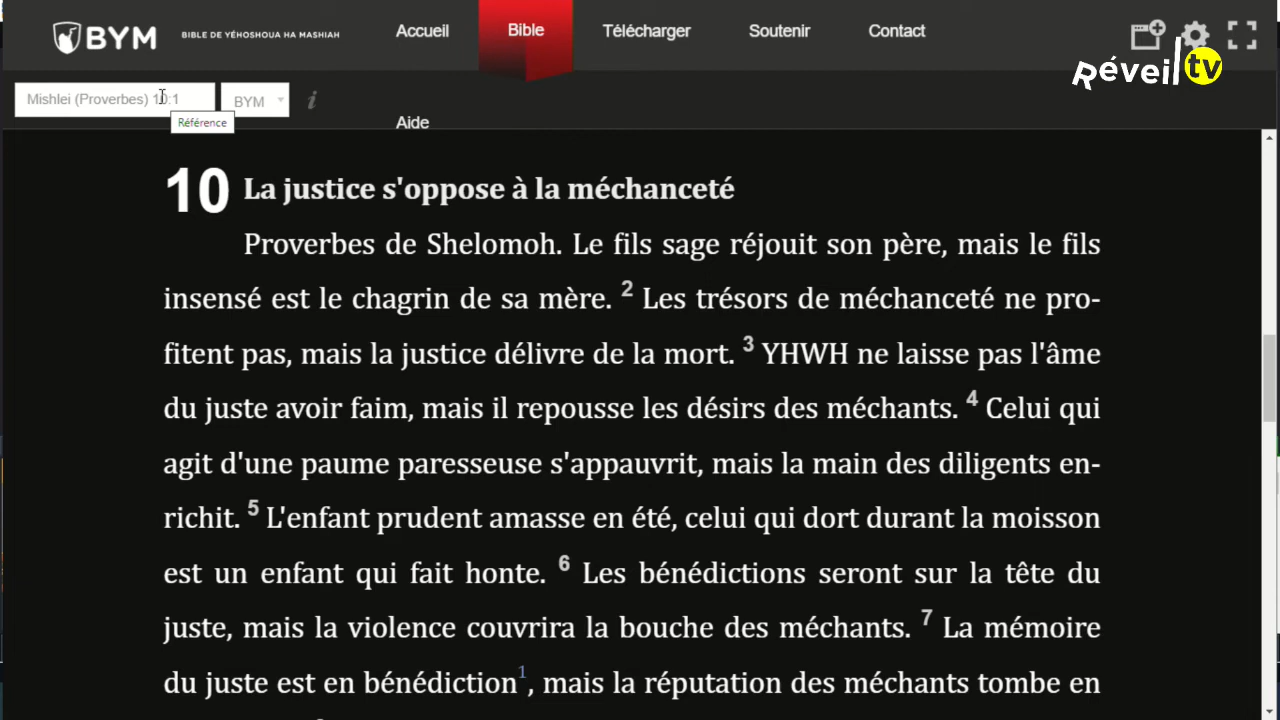 BYM BIBLE DE YÉHOSHOUA HA MASHIAH Accueil Bible Télécharger Soutenir Contact
Réveil tv
Mishlei (Proverbes) 10:1 BYM i
Référence
Aide
10 La justice s'oppose à la méchanceté
Proverbes de Shelomoh. Le fils sage réjouit son père, mais le fils
insensé est le chagrin de sa mère. 2 Les trésors de méchanceté ne pro-
fitent pas, mais la justice délivre de la mort. 3 YHWH ne laisse pas l'âme
du juste avoir faim, mais il repousse les désirs des méchants. 4 Celui qui
agit d'une paume paresseuse s'appauvrit, mais la main des diligents en-
richit. 5 L'enfant prudent amasse en été, celui qui dort durant la moisson
est un enfant qui fait honte. 6 Les bénédictions seront sur la tête du
juste, mais la violence couvrira la bouche des méchants. 7 La mémoire
du juste est en bénédiction1, mais la réputation des méchants tombe en